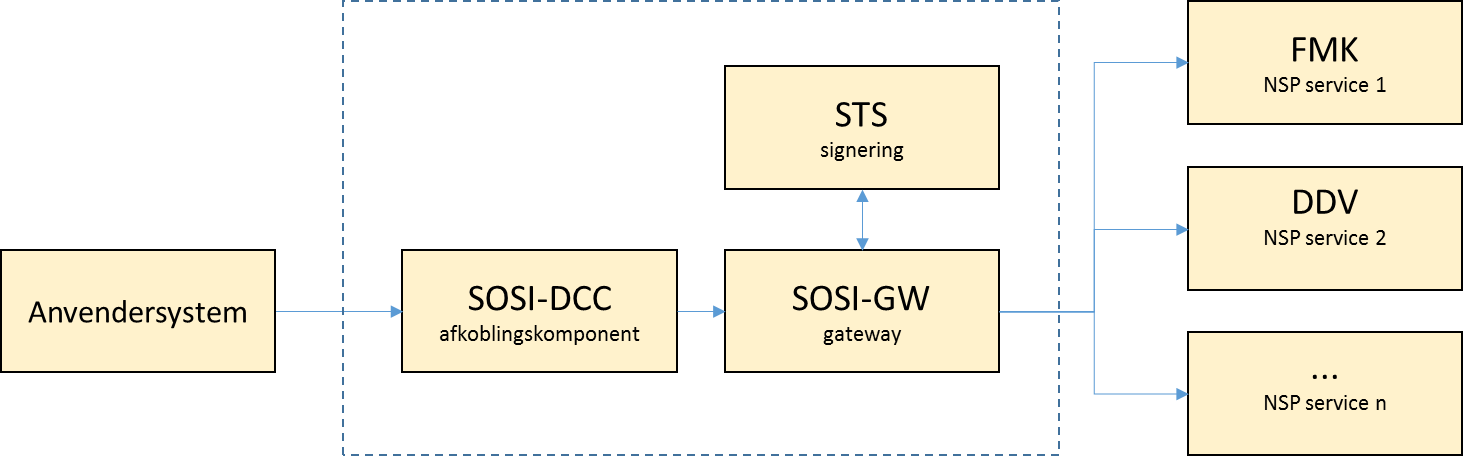 FMK
NSP service 1
STS
signering
DDV
NSP service 2
Anvendersystem
SOSI-DCC
afkoblingskomponent
SOSI-GW
gateway
...
NSP service n